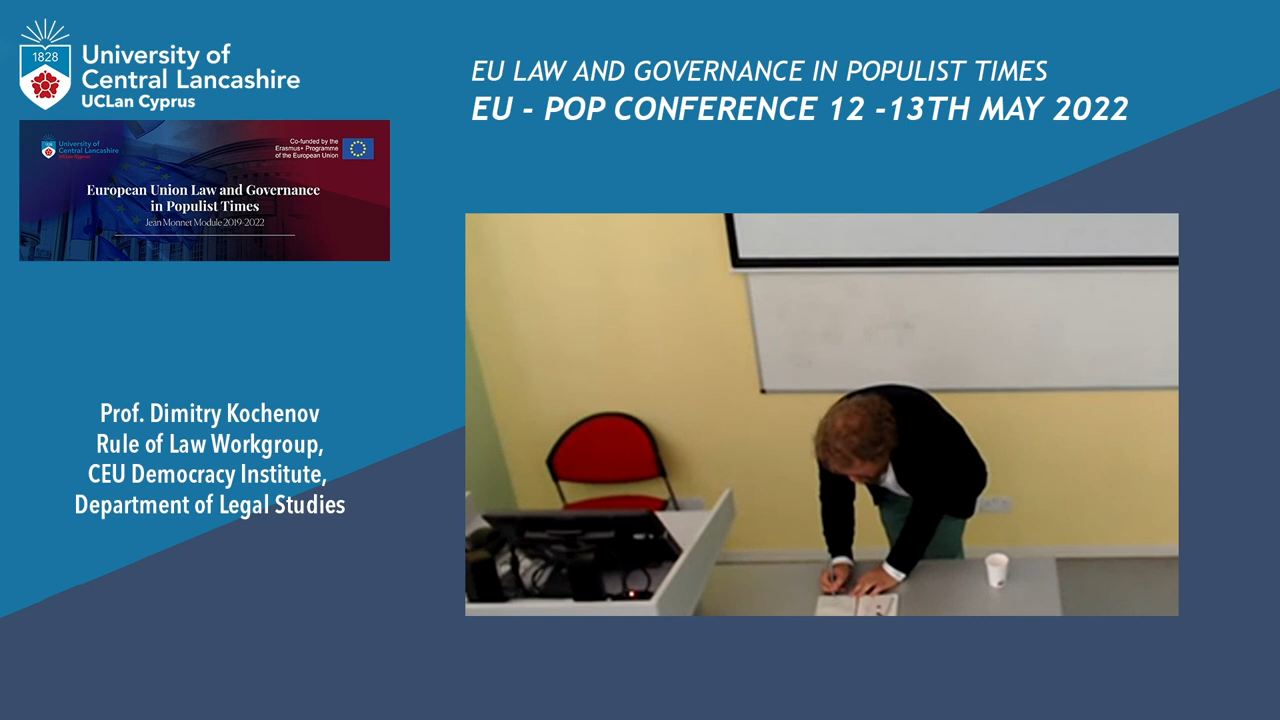 1828
University of
Central Lancashire
UCLan Cyprus
EU LAW AND GOVERNANCE IN POPULIST TIMES
EU - POP CONFERENCE 12 -13TH MAY 2022
University of
Central Lancashire
UCLan Cyprus
Co-funded by the
Erasmus+ Programme
of the European Union
European Union Law and Governance
in Populist Times
Jean Monnet Module 2019-2022
Prof. Dimitry Kochenov
Rule of Law Workgroup,
CEU Democracy Institute,
Department of Legal Studies